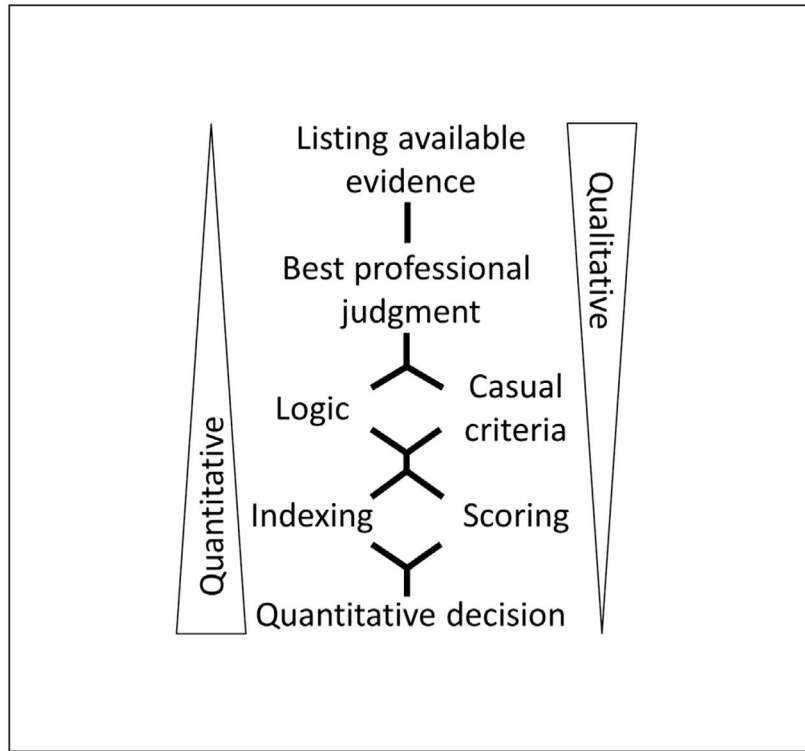 Listing available
evidence
Best professional
judgment
Logic
Casual
criteria
Indexing
Scoring
Quantitative decision
Quantitative
Qualitative